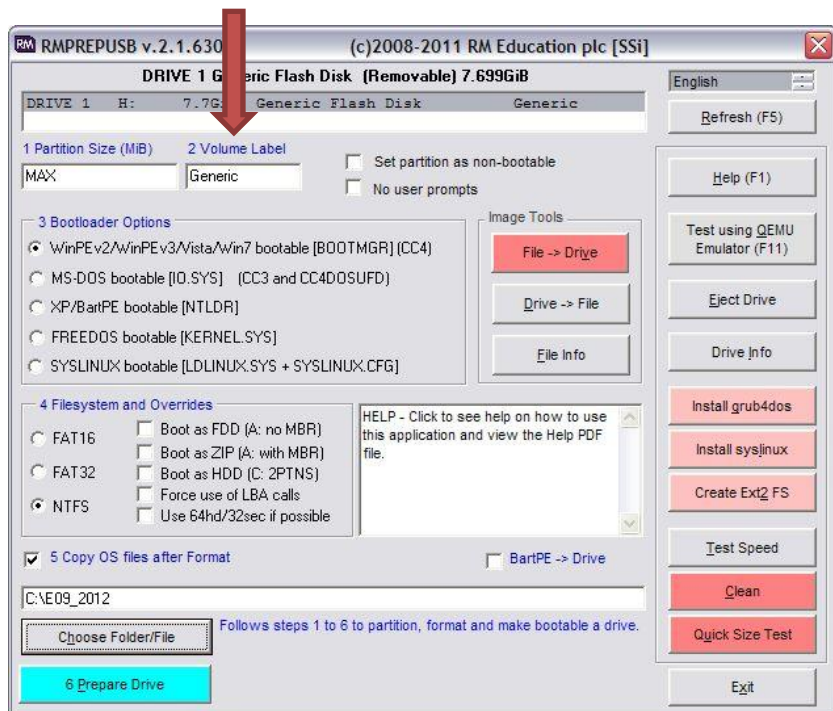 RMPREPUSB v.2.1.630 (c)2008-2011 RM Education plc [SSi]
DRIVE 1 Generic Flash Disk (Removable) 7.699GiB
English
DRIVE 1 H: 7.7Gi Generic Flash Disk Generic
Refresh (F5)
1 Partition Size (MiB)
2 Volume Label
MAX
Generic
Set partition as non-bootable
No user prompts
Help (F1)
3 Bootloader Options
WinPEv2/WinPEv3/Vista/Win7 bootable [BOOTMGR] (CC4)
MS-DOS bootable [IO.SYS] (CC3 and CC4DOSUFD)
XP/BartPE bootable [NTLDR]
FREEDOS bootable [KERNEL.SYS]
SYSLINUX bootable [LDLINUX.SYS + SYSLINUX.CFG]
Image Tools
File -> Drive
Drive -> File
File Info
Test using QEMU
Emulator (F11)
Eject Drive
Drive Info
4 Filesystem and Overrides
FAT16
FAT32
NTFS
Boot as FDD (A: no MBR)
Boot as ZIP (A: with MBR)
Boot as HDD (C: 2PTNS)
Force use of LBA calls
Use 64hd/32sec if possible
HELP - Click to see help on how to use
this application and view the Help PDF
file.
Install grub4dos
Install syslinux
Create Ext2 FS
5 Copy OS files after Format
BartPE -> Drive
Test Speed
C:\E09_2012
Clean
Choose Folder/File
Follows steps 1 to 6 to partition, format and make bootable a drive.
Quick Size Test
6 Prepare Drive
Exit